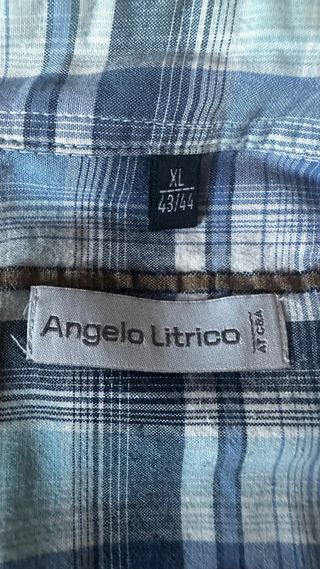 XL
43/44
Angelo Litrico
AT C&A